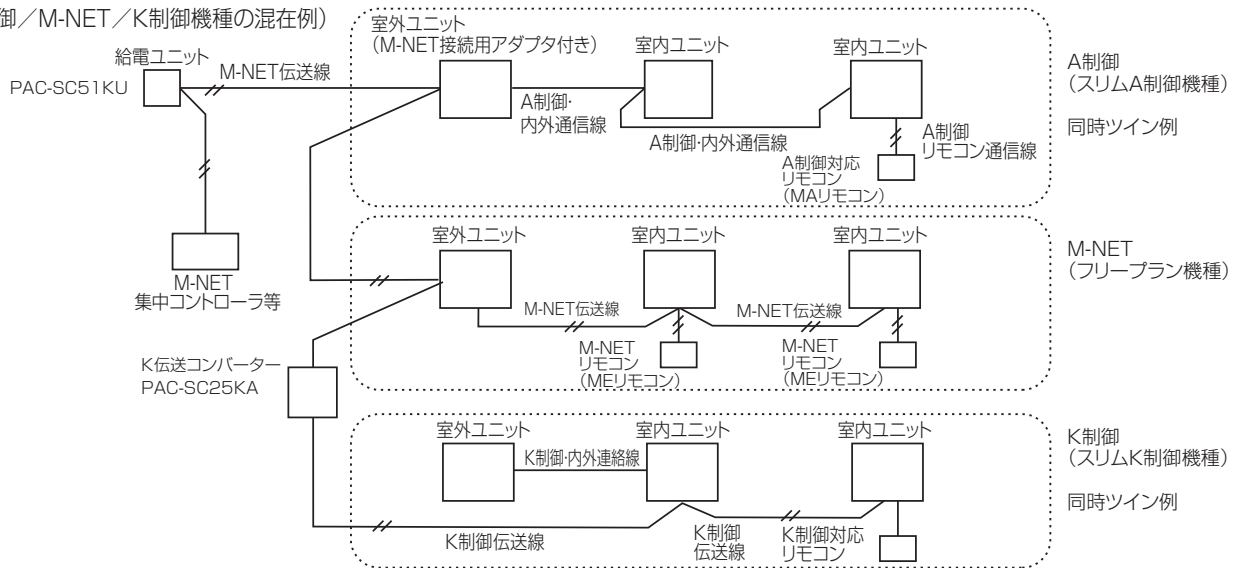 御／M-NET／K制御機種の混在例）
給電ユニット
PAC-SC51KU
M-NET伝送線
M-NET
集中コントローラ等
K伝送コンバーター
PAC-SC25KA
室外ユニット
（M-NET接続用アダプタ付き）
室内ユニット
室内ユニット
A制御・
内外通信線
A制御・内外通信線
A制御
リモコン通信線
A制御対応
リモコン
（MAリモコン）
A制御
（スリムA制御機種）
同時ツイン例
室外ユニット
室内ユニット
室内ユニット
M-NET伝送線
M-NET伝送線
M-NET
リモコン
（MEリモコン）
M-NET
リモコン
（MEリモコン）
M-NET
（フリープラン機種）
室外ユニット
室内ユニット
室内ユニット
K制御・内外連絡線
K制御伝送線
K制御
伝送線
K制御対応
リモコン
K制御
（スリムK制御機種）
同時ツイン例